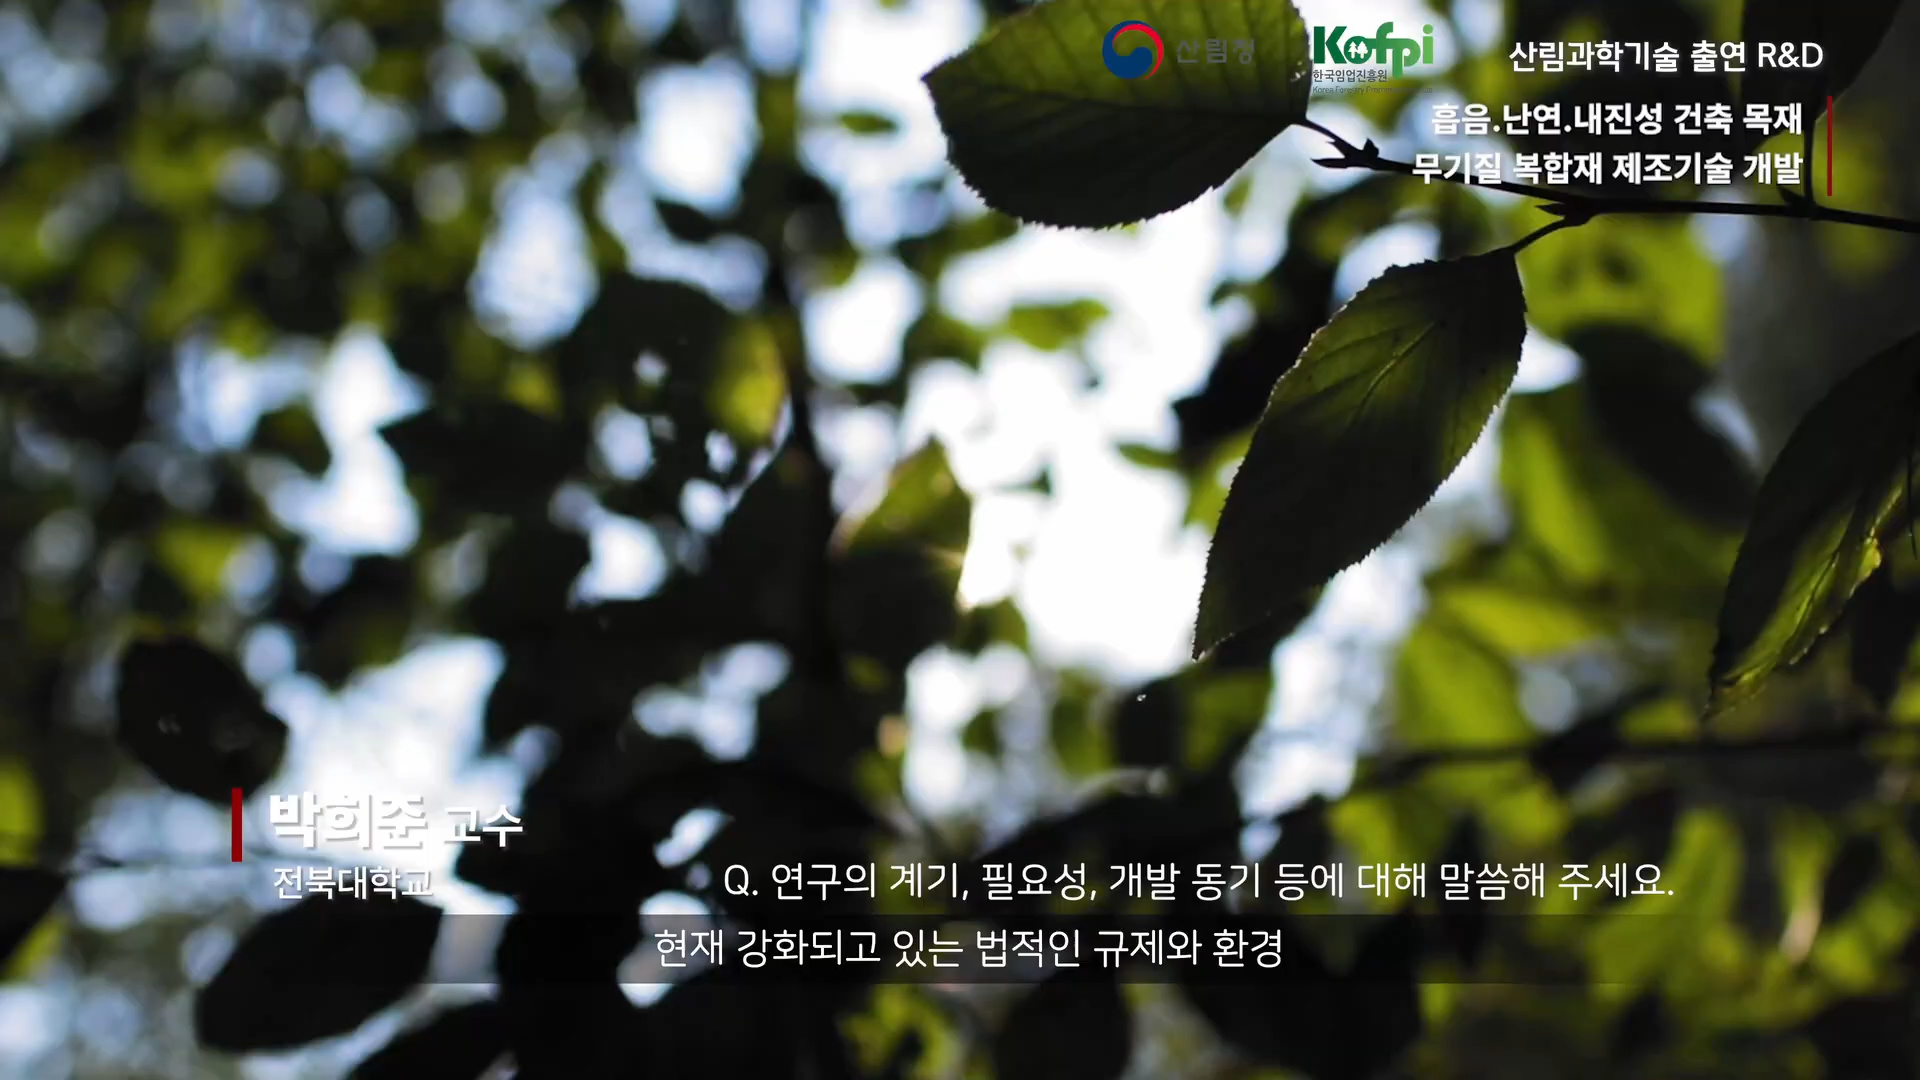 산림청
Kofpi
한국임업진흥원
산림과학기술 출연 R&D
흡음.난연.내진성 건축 목재
무기질 복합재 제조기술 개발
박희준 교수
전북대학교
Q. 연구의 계기, 필요성, 개발 동기 등에 대해 말씀해 주세요.
현재 강화되고 있는 법적인 규제와 환경